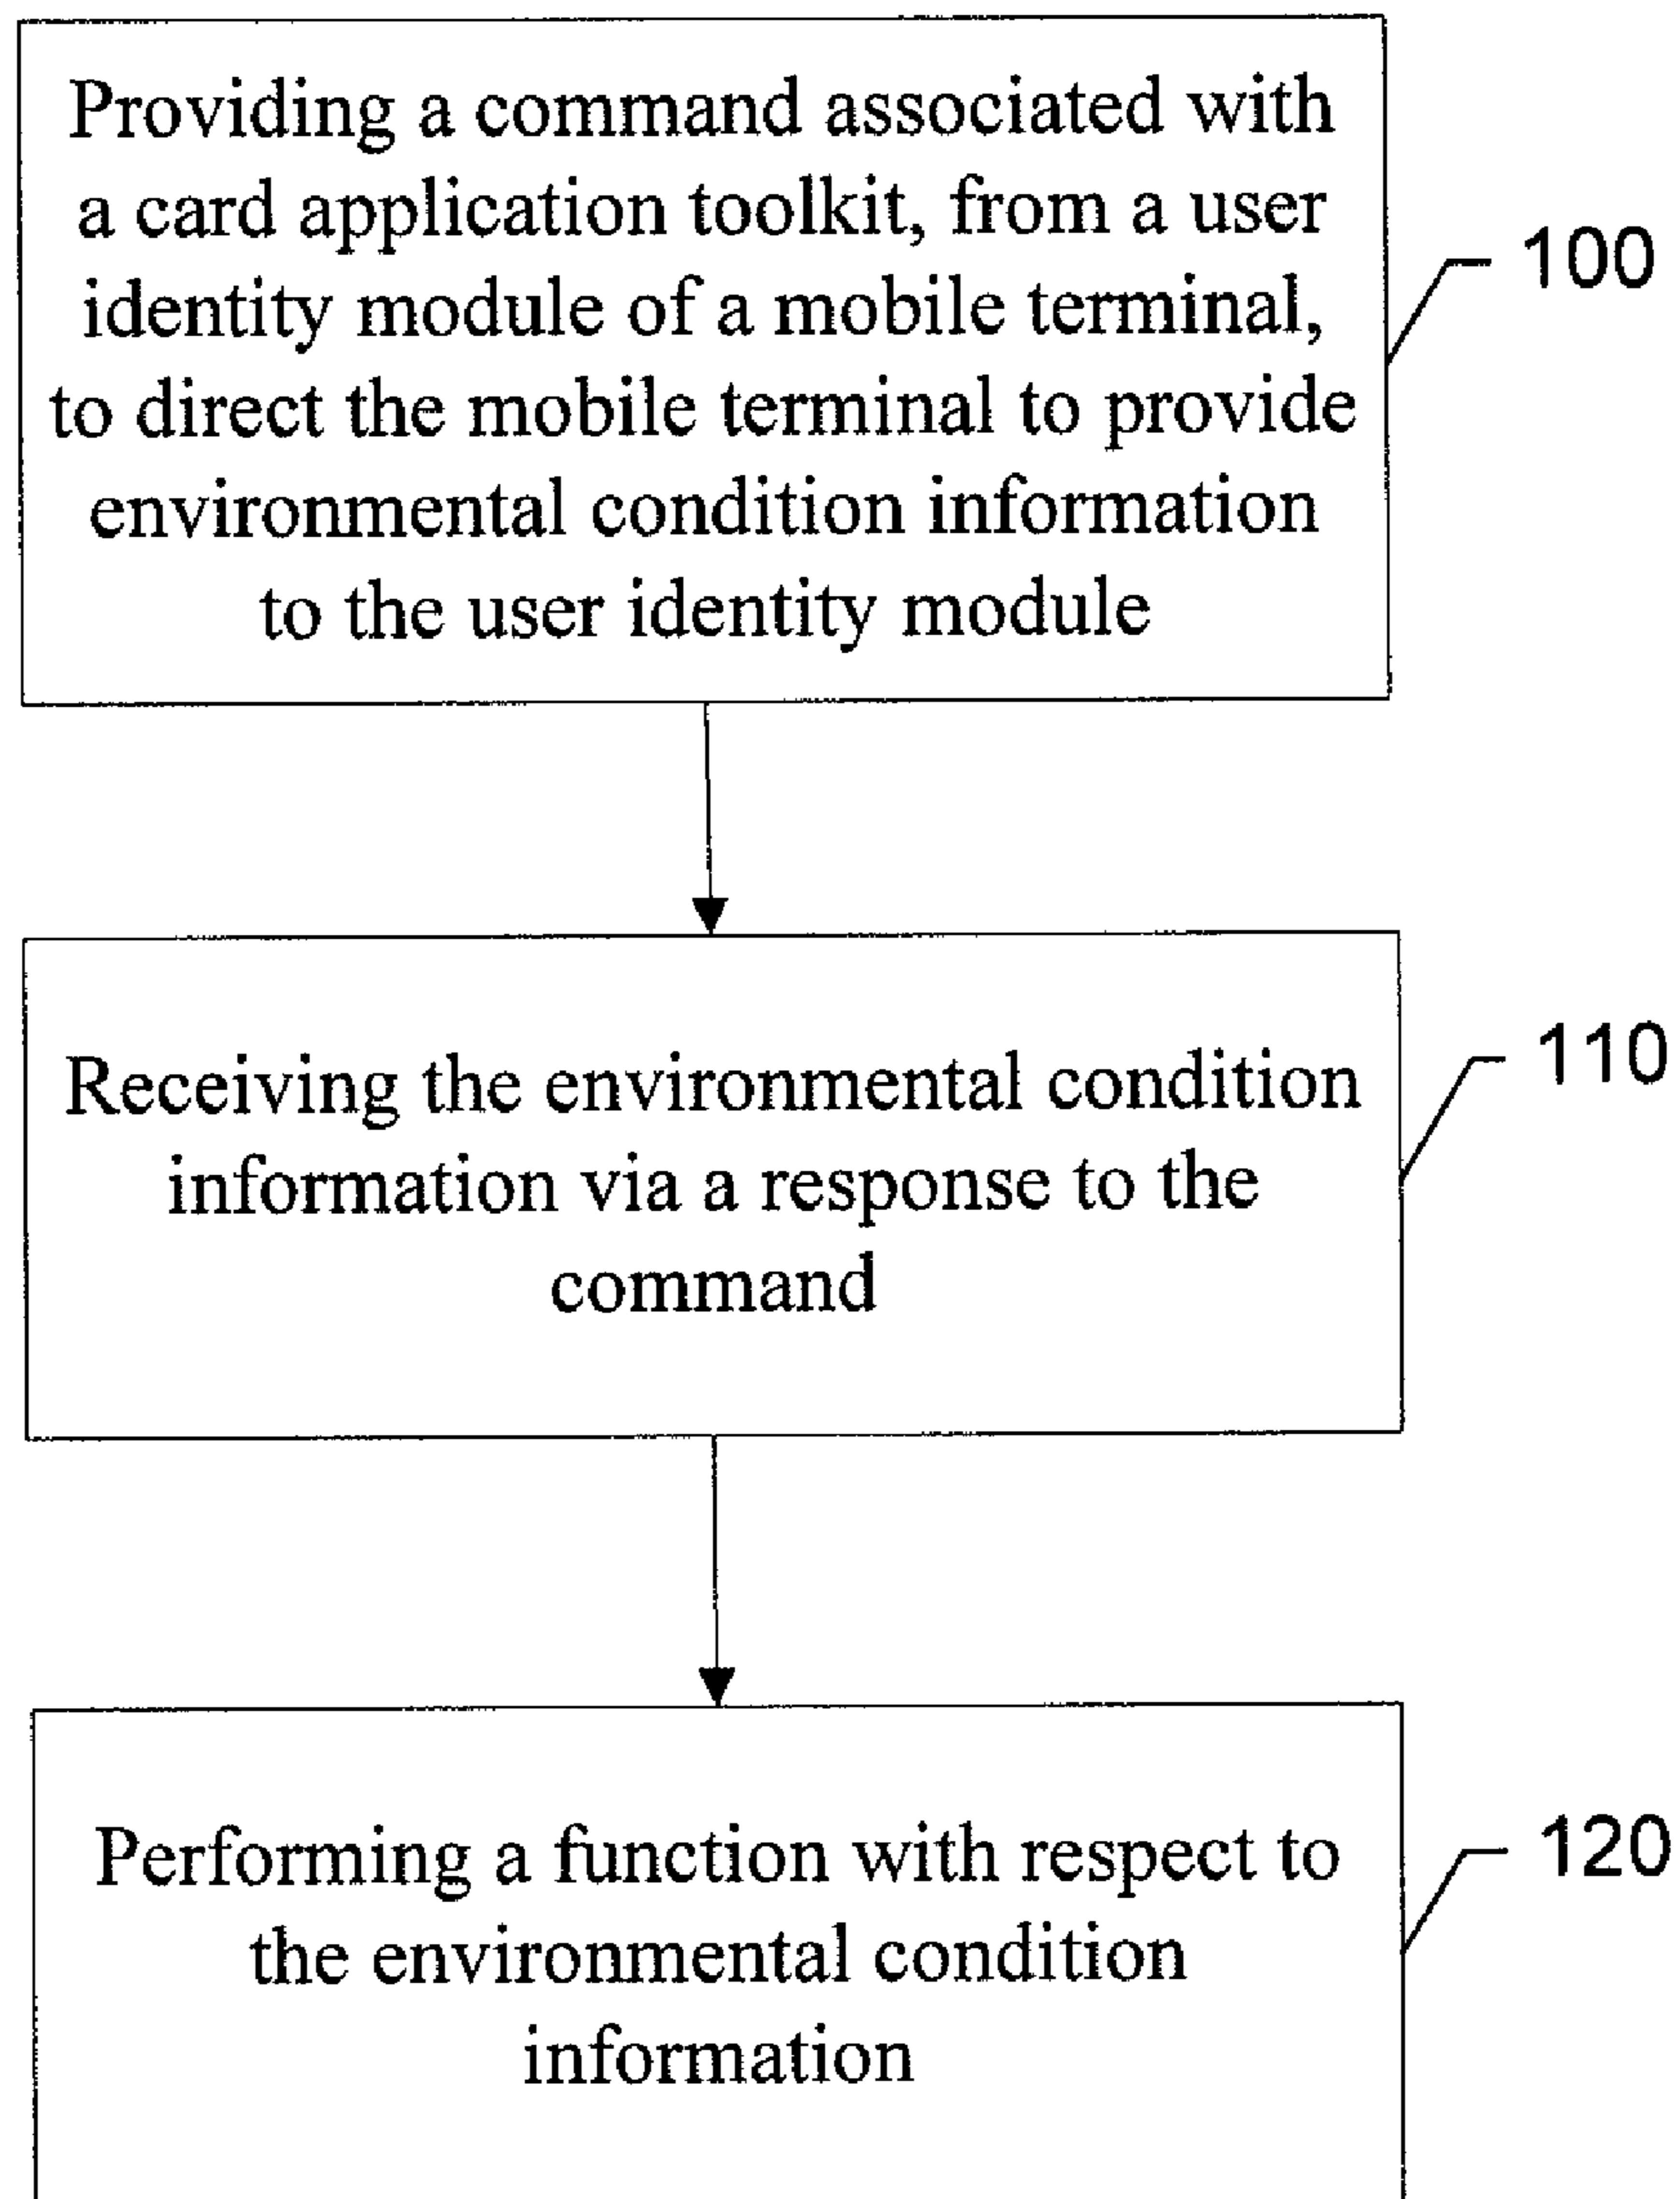 Providing a command associated with
a card application toolkit, from a user
identity module of a mobile terminal,
to direct the mobile terminal to provide
environmental condition information
to the user identity module
100
Receiving the environmental condition
information via a response to the
command
110
Performing a function with respect to
the environmental condition
information
120